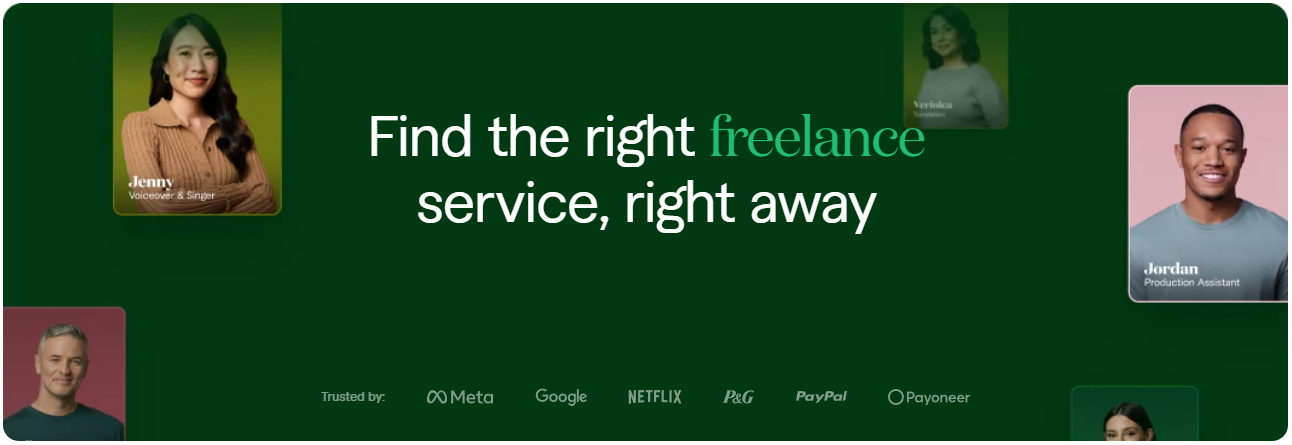 Jenny
Voiceover & Singer
Verinica
Translation
Find the right freelance
service, right away
Jordan
Production Assistant
Trusted by:
Meta
Google
NETFLIX
P&G
PayPal
Payoneer